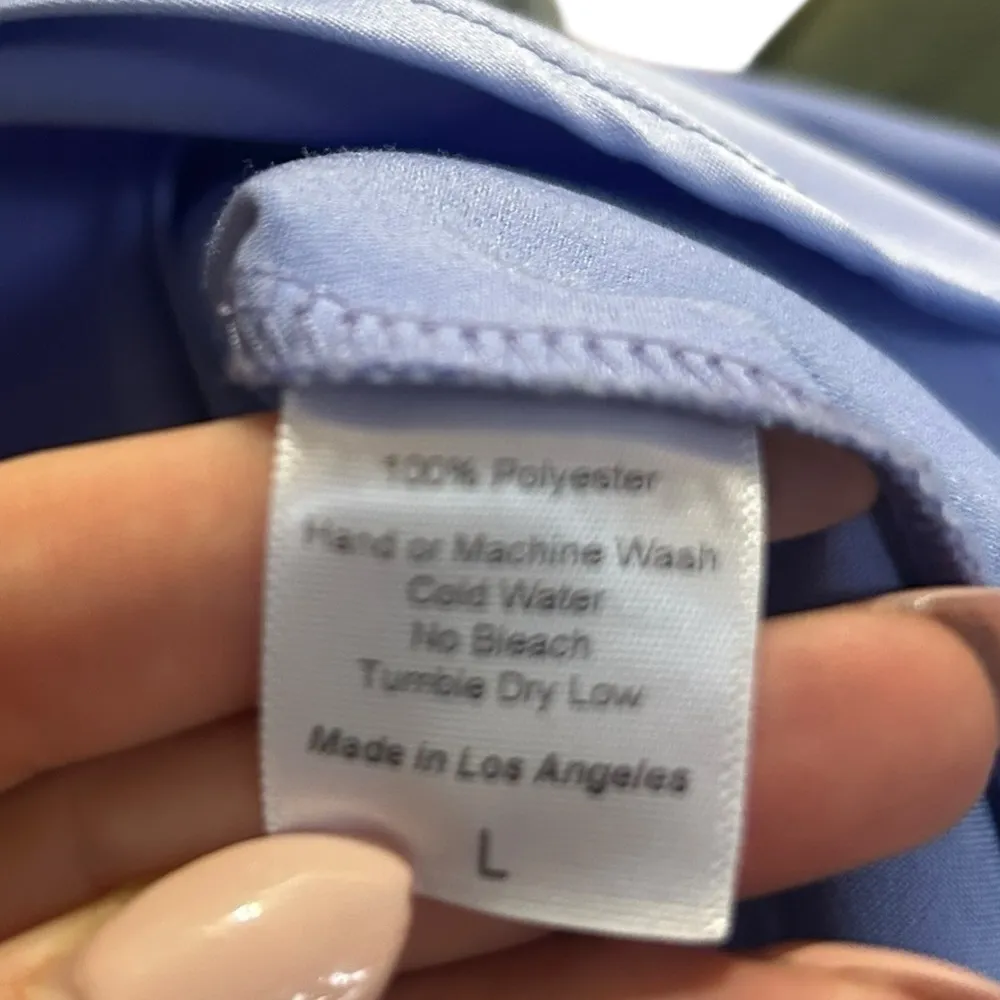 100% Polyester
Hand or Machine Wash
Cold Water
No Bleach
Tumble Dry Low
Made in Los Angeles
L